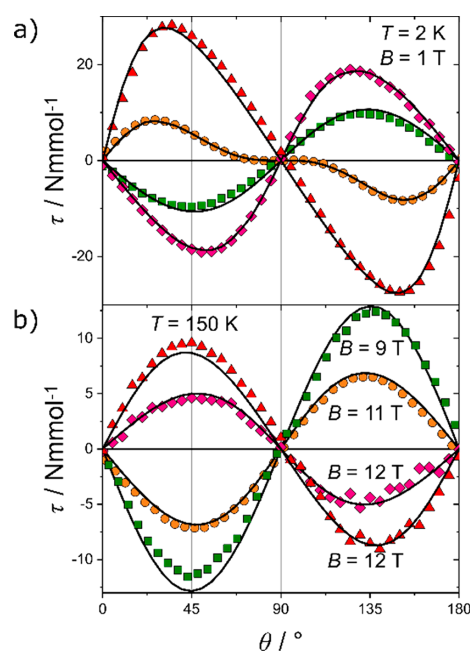 a)
T = 2 K
B = 1 T
τ / Nmmol⁻¹
20
0
-20
b)
T = 150 K
B = 9 T
B = 11 T
B = 12 T
B = 12 T
τ / Nmmol⁻¹
10
5
0
-5
-10
0 45 90 135 180
θ / °